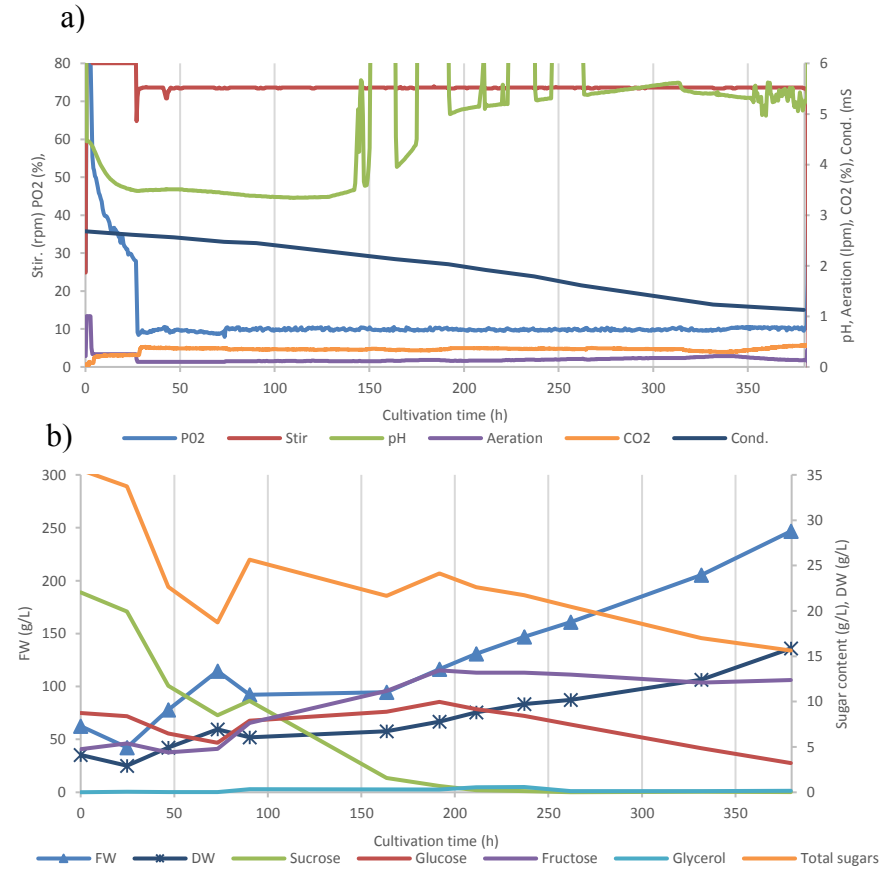 a)
Stir. (rpm) PO2 (%),
80
70
60
50
40
30
20
10
0
6
5
4
3
2
1
0
pH, Aeration (lpm), CO2 (%), Cond. (mS
0 50 100 150 200 250 300 350
Cultivation time (h)
P02 Stir pH Aeration CO2 Cond.
b)
FW (g/L)
300
250
200
150
100
50
0
35
30
25
20
15
10
5
0
Sugar content (g/L), DW (g/L)
0 50 100 150 200 250 300 350
Cultivation time (h)
FW DW Sucrose Glucose Fructose Glycerol Total sugars